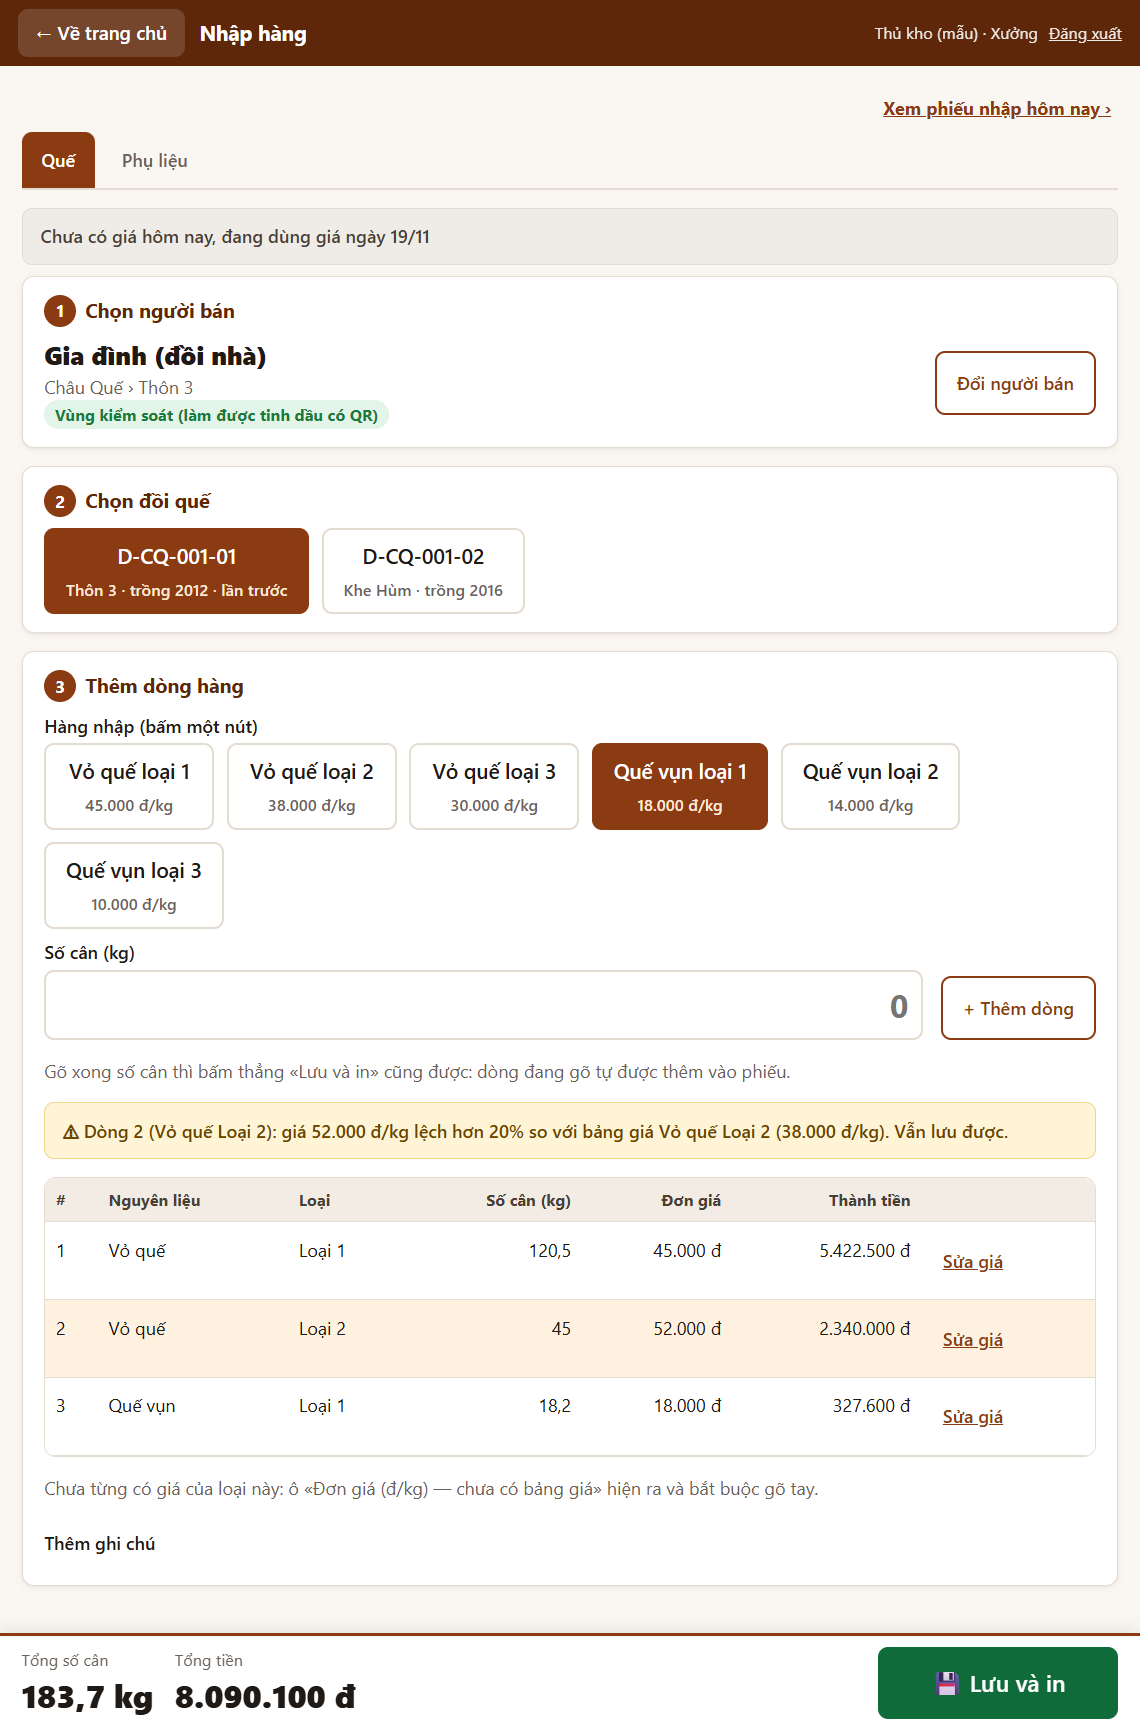 ← Về trang chủ
Nhập hàng
Thủ kho (mẫu) · Xưởng Đăng xuất
Xem phiếu nhập hôm nay ›
Quế
Phụ liệu
Chưa có giá hôm nay, đang dùng giá ngày 19/11
1 Chọn người bán
Gia đình (đồi nhà)
Châu Quế › Thôn 3
Vùng kiểm soát (làm được tinh dầu có QR)
Đổi người bán
2 Chọn đồi quế
D-CQ-001-01
Thôn 3 · trồng 2012 · lần trước
D-CQ-001-02
Khe Hùm · trồng 2016
3 Thêm dòng hàng
Hàng nhập (bấm một nút)
Vỏ quế loại 1
45.000 đ/kg
Vỏ quế loại 2
38.000 đ/kg
Vỏ quế loại 3
30.000 đ/kg
Quế vụn loại 1
18.000 đ/kg
Quế vụn loại 2
14.000 đ/kg
Quế vụn loại 3
10.000 đ/kg
Số cân (kg)
0
+ Thêm dòng
Gõ xong số cân thì bấm thẳng «Lưu và in» cũng được: dòng đang gõ tự được thêm vào phiếu.
⚠ Dòng 2 (Vỏ quế Loại 2): giá 52.000 đ/kg lệch hơn 20% so với bảng giá Vỏ quế Loại 2 (38.000 đ/kg). Vẫn lưu được.
# Nguyên liệu Loại Số cân (kg) Đơn giá Thành tiền
1 Vỏ quế Loại 1 120,5 45.000 đ 5.422.500 đ Sửa giá
2 Vỏ quế Loại 2 45 52.000 đ 2.340.000 đ Sửa giá
3 Quế vụn Loại 1 18,2 18.000 đ 327.600 đ Sửa giá
Chưa từng có giá của loại này: ô «Đơn giá (đ/kg) — chưa có bảng giá» hiện ra và bắt buộc gõ tay.
Thêm ghi chú
Tổng số cân
183,7 kg
Tổng tiền
8.090.100 đ
💾 Lưu và in